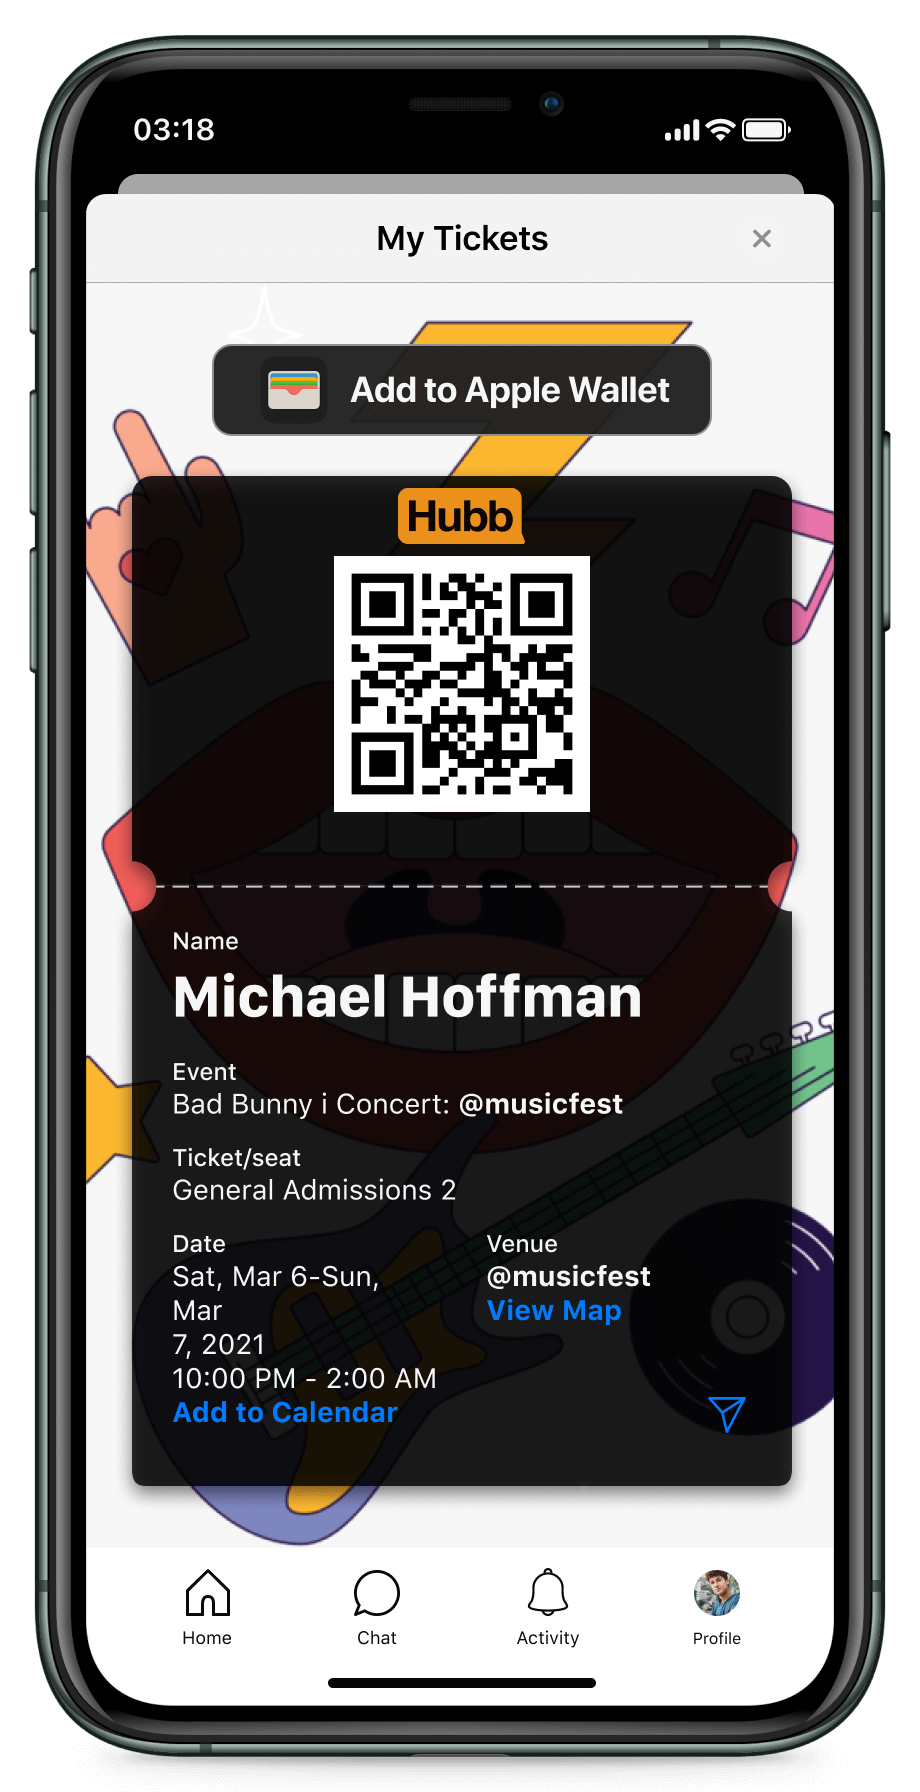 03:18
My Tickets
Add to Apple Wallet
Hubb
Name
Michael Hoffman
Event
Bad Bunny i Concert: @musicfest
Ticket/seat
General Admissions 2
Date
Sat, Mar 6-Sun,
Mar
7, 2021
10:00 PM - 2:00 AM
Add to Calendar
Venue
@musicfest
View Map
Home
Chat
Activity
Profile